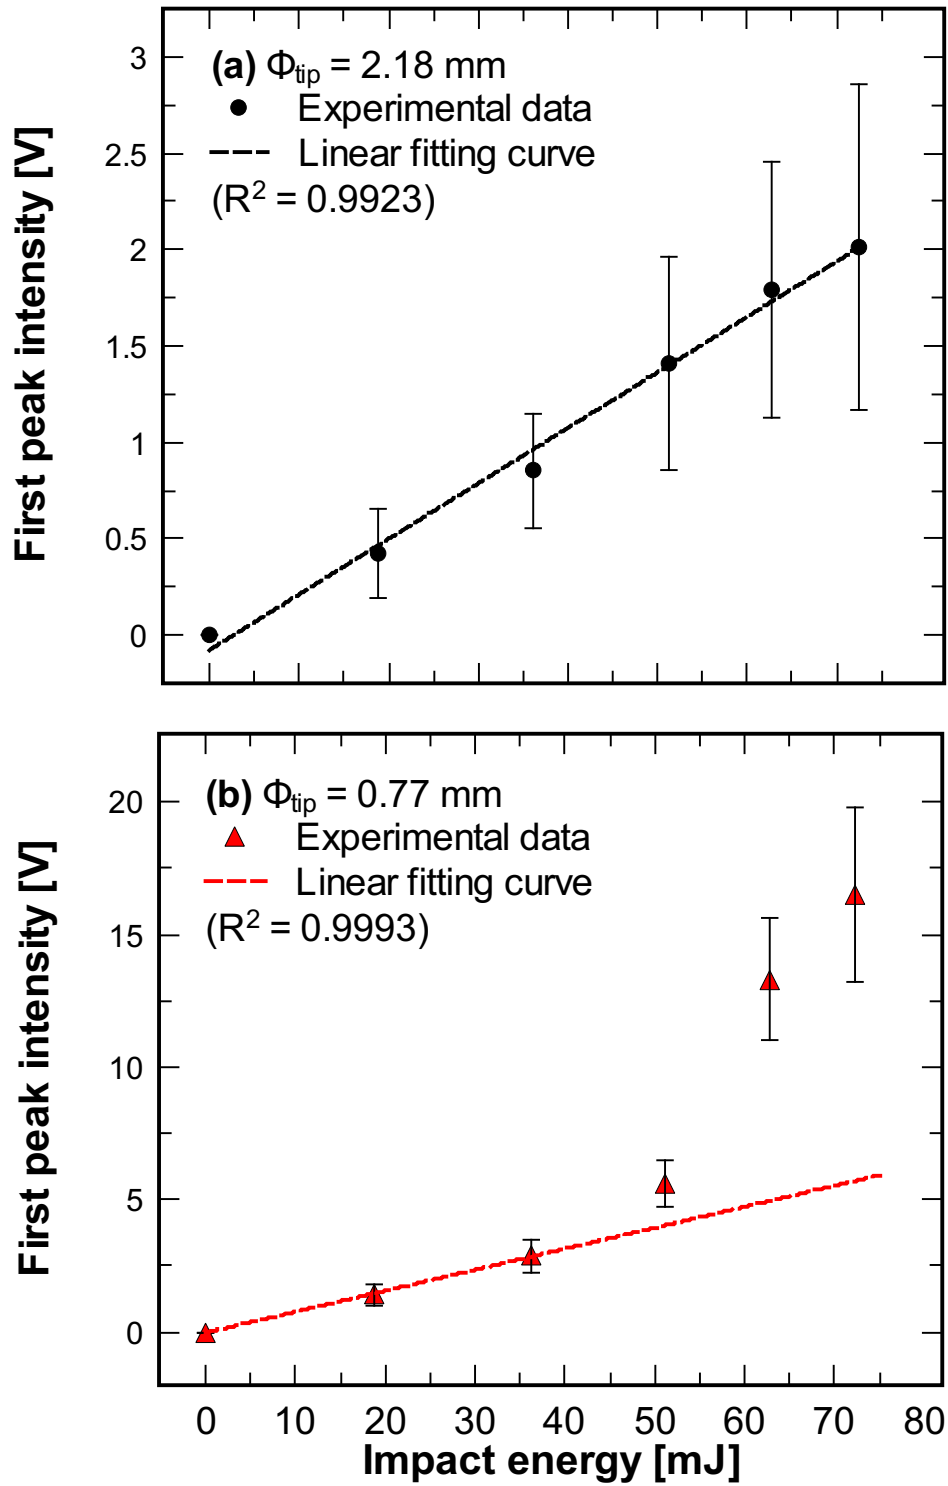 (a) Φtip = 2.18 mm
Experimental data
Linear fitting curve
(R² = 0.9923)
First peak intensity [V]
3
2.5
2
1.5
1
0.5
0
(b) Φtip = 0.77 mm
Experimental data
Linear fitting curve
(R² = 0.9993)
First peak intensity [V]
20
15
10
5
0
0 10 20 30 40 50 60 70 80
Impact energy [mJ]